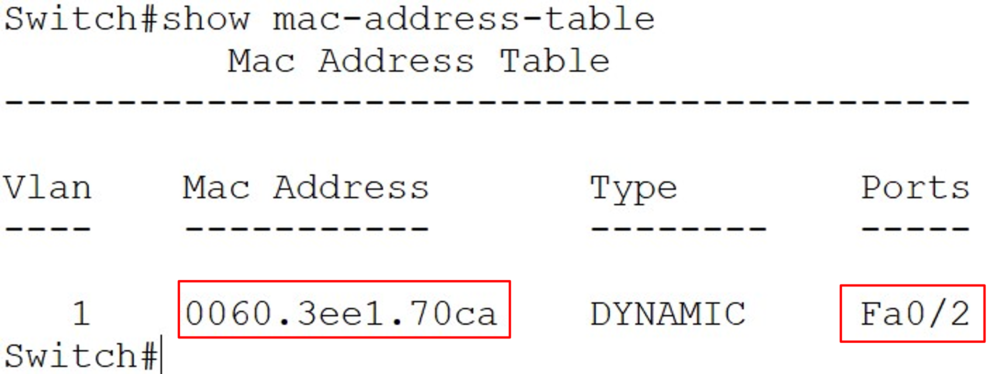 Switch#show mac-address-table
Mac Address Table
-------------------------------------------
Vlan Mac Address Type Ports
---- ----------- -------- -----
1 0060.3ee1.70ca DYNAMIC Fa0/2
Switch#